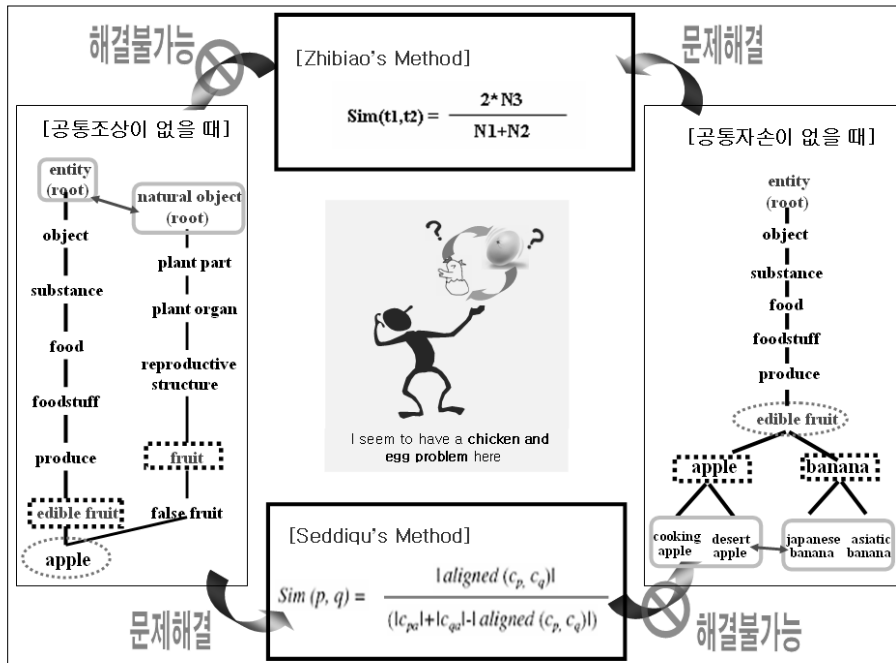 해결불가능
[Zhibiao's Method]
Sim(t1,t2) = 2* N3
N1+N2
문제해결
[공통조상이 없을 때]
entity
(root)
object
substance
food
foodstuff
produce
edible fruit
apple
natural object
(root)
plant part
plant organ
reproductive
structure
fruit
false fruit
?
?
I seem to have a chicken and
egg problem here
[공통자손이 없을 때]
entity
(root)
object
substance
food
foodstuff
produce
edible fruit
apple
banana
cooking
apple
desert
apple
japanese
banana
asiatic
banana
[Seddiqu's Method]
Sim (p, q) = |aligned (cp, cq)|
(|cpa|+|cqa|-| aligned (cp, cq)|)
문제해결
해결불가능